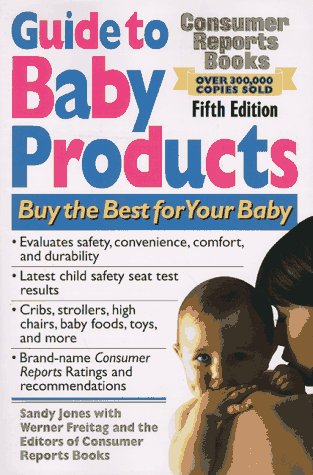 Guide to
Baby
Products
Consumer
Reports
Books
OVER 300,000
COPIES SOLD
Fifth Edition
Buy the Best for Your Baby
• Evaluates safety, convenience, comfort,
and durability
• Latest child safety seat test
results
• Cribs, strollers, high
chairs, baby foods, toys,
and more
• Brand-name Consumer
Reports Ratings and
recommendations
Sandy Jones with
Werner Freitag and the
Editors of Consumer
Reports Books